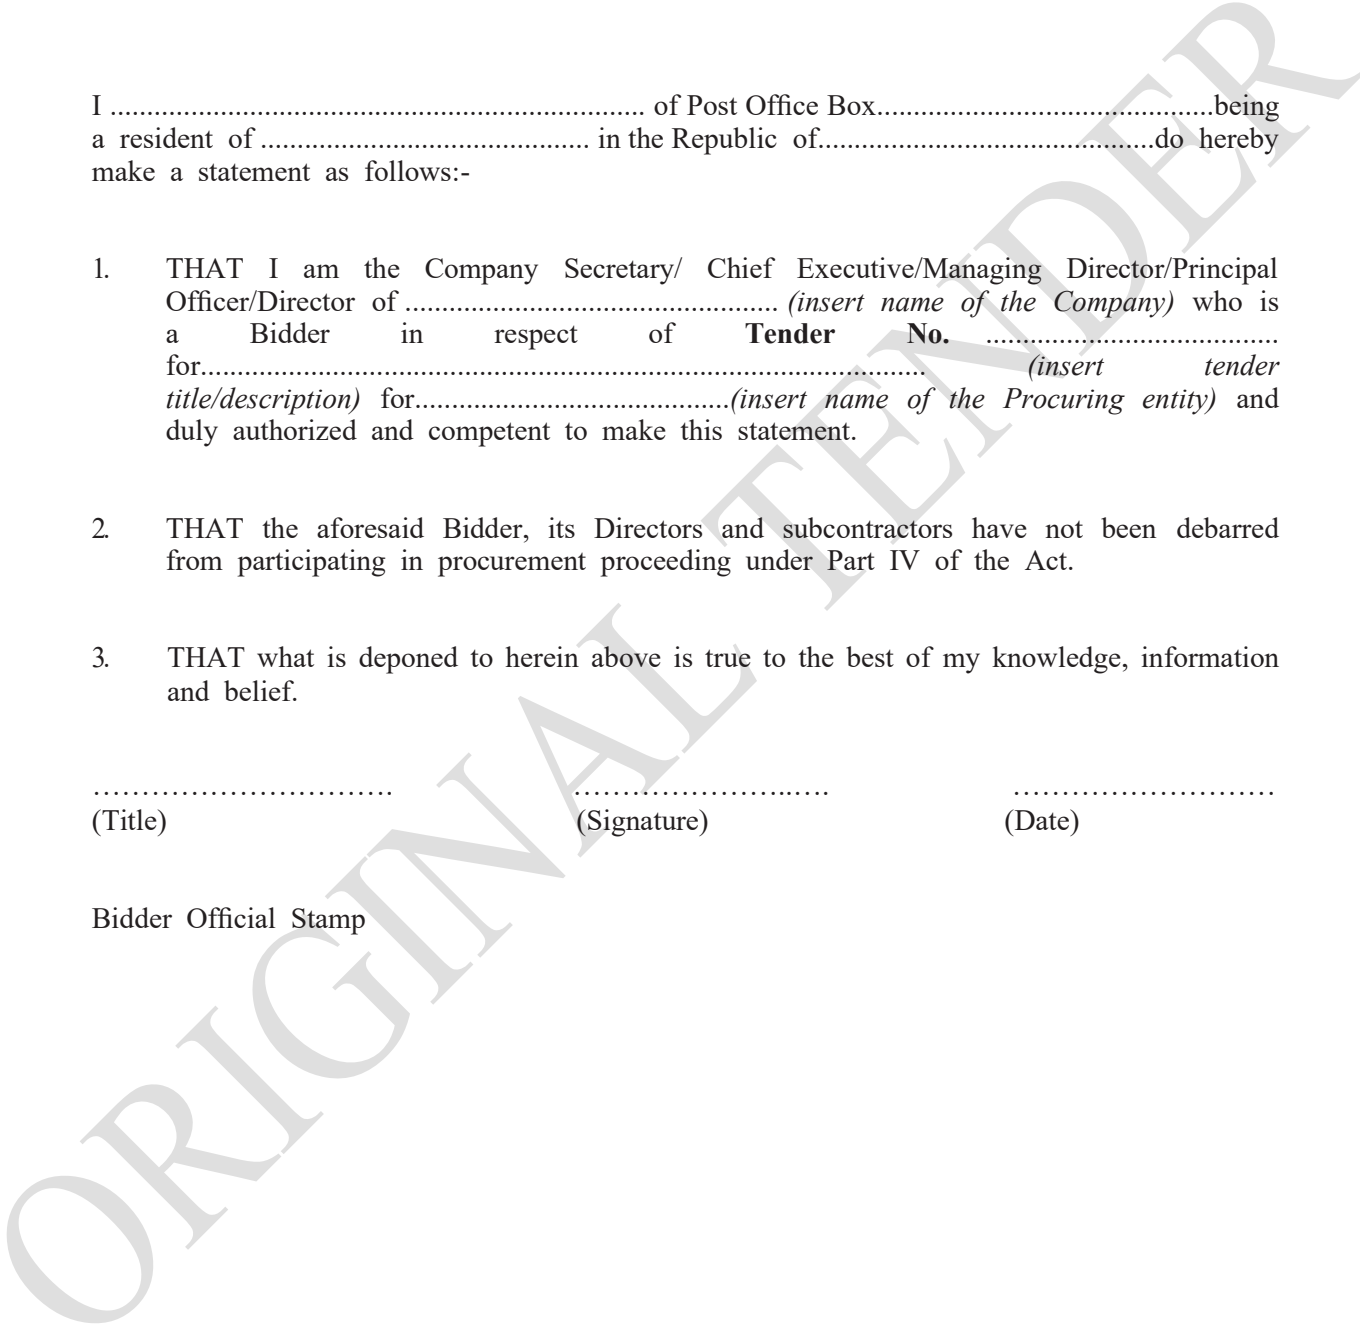 I ......................................................................... of Post Office Box..............................................being
a resident of ............................................. in the Republic of..............................................do hereby
make a statement as follows:-
1. THAT I am the Company Secretary/ Chief Executive/Managing Director/Principal
Officer/Director of ................................................... (insert name of the Company) who is
a Bidder in respect of Tender No. ........................................
for................................................................................................... (insert tender
title/description) for...........................................(insert name of the Procuring entity) and
duly authorized and competent to make this statement.
2. THAT the aforesaid Bidder, its Directors and subcontractors have not been debarred
from participating in procurement proceeding under Part IV of the Act.
3. THAT what is deponed to herein above is true to the best of my knowledge, information
and belief.
…………………………. …………………..…. ………………………
(Title) (Signature) (Date)
Bidder Official Stamp
ORIGINAL TENDER